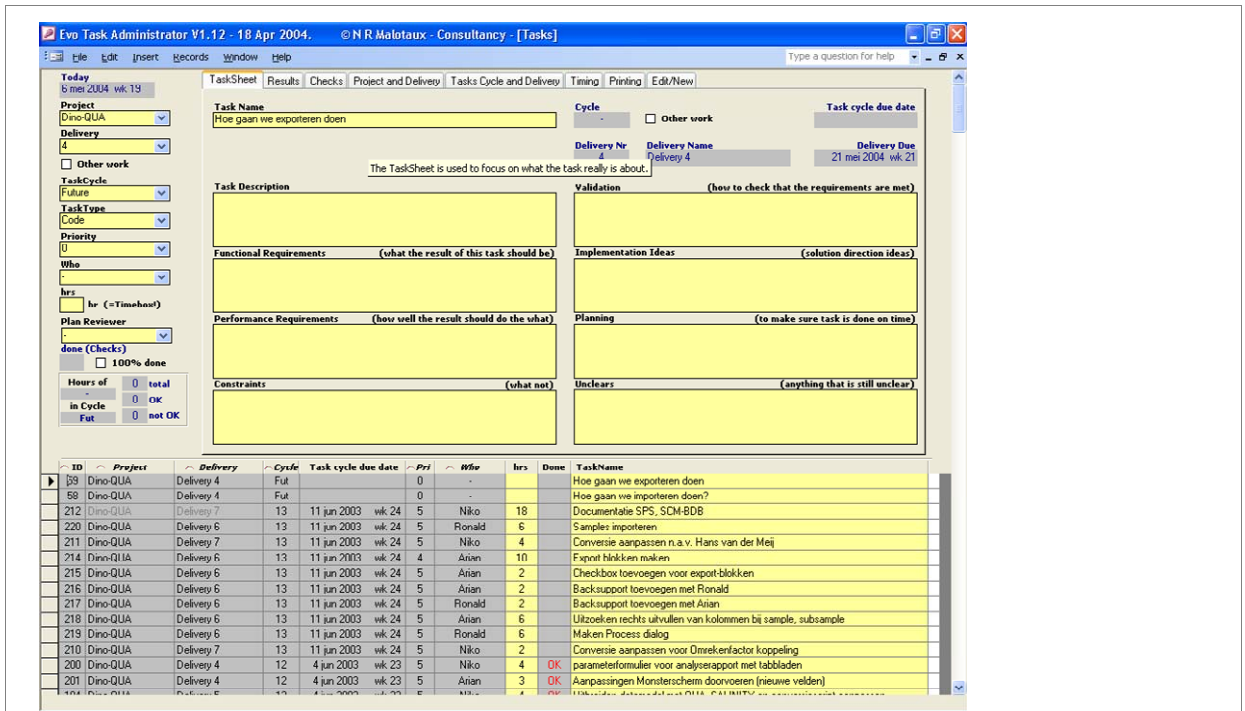 Evo Task Administrator V1.12 - 18 Apr 2004. © N R Malotaux - Consultancy - [Tasks]
File Edit Insert Records Window Help Type a question for help
Today
6 mei 2004 wk 19
Project
Dino-QUA
Delivery
4
Other work
TaskCycle
Future
TaskType
Code
Priority
0
Who
-
hrs
hr (=Timebox!)
Plan Reviewer
-
done (Checks)
100% done
Hours of 0 total
- 0 OK
in Cycle 0 not OK
Fut
TaskSheet Results Checks Project and Delivery Tasks Cycle and Delivery Timing Printing Edit/New
Task Name Cycle Task cycle due date
Hoe gaan we exporteren doen - Other work
Delivery Nr Delivery Name Delivery Due
4 Delivery 4 21 mei 2004 wk 21
The TaskSheet is used to focus on what the task really is about.
Task Description Validation (how to check that the requirements are met)
Functional Requirements (what the result of this task should be) Implementation Ideas (solution direction ideas)
Performance Requirements (how well the result should do the what) Planning (to make sure task is done on time)
Constraints (what not) Unclears (anything that is still unclear)
ID Project Delivery Cycle Task cycle due date Pri Who hrs Done TaskName
59 Dino-QUA Delivery 4 Fut 0 - Hoe gaan we exporteren doen
58 Dino-QUA Delivery 4 Fut 0 - Hoe gaan we importeren doen?
212 Dino-QUA Delivery 7 13 11 jun 2003 wk 24 5 Niko 18 Documentatie SPS, SCM-BDB
220 Dino-QUA Delivery 6 13 11 jun 2003 wk 24 5 Ronald 6 Samples importeren
211 Dino-QUA Delivery 7 13 11 jun 2003 wk 24 5 Niko 4 Conversie aanpassen n.a.v. Hans van der Meij
214 Dino-QUA Delivery 6 13 11 jun 2003 wk 24 4 Arian 10 Export blokken maken
215 Dino-QUA Delivery 6 13 11 jun 2003 wk 24 5 Arian 2 Checkbox toevoegen voor export-blokken
216 Dino-QUA Delivery 6 13 11 jun 2003 wk 24 5 Arian 2 Backsupport toevoegen met Ronald
217 Dino-QUA Delivery 6 13 11 jun 2003 wk 24 5 Ronald 2 Backsupport toevoegen met Arian
218 Dino-QUA Delivery 6 13 11 jun 2003 wk 24 5 Arian 6 Uitzoeken rechts uitvullen van kolommen bij sample, subsample
219 Dino-QUA Delivery 6 13 11 jun 2003 wk 24 5 Ronald 6 Maken Process dialog
210 Dino-QUA Delivery 7 13 11 jun 2003 wk 24 5 Niko 2 Conversie aanpassen voor Omrekenfactor koppeling
200 Dino-QUA Delivery 4 12 4 jun 2003 wk 23 5 Niko 4 OK parameterformulier voor analyserapport met tabbladen
201 Dino-QUA Delivery 4 12 4 jun 2003 wk 23 5 Arian 3 OK Aanpassingen Monsterscherm doorvoeren (nieuwe velden)